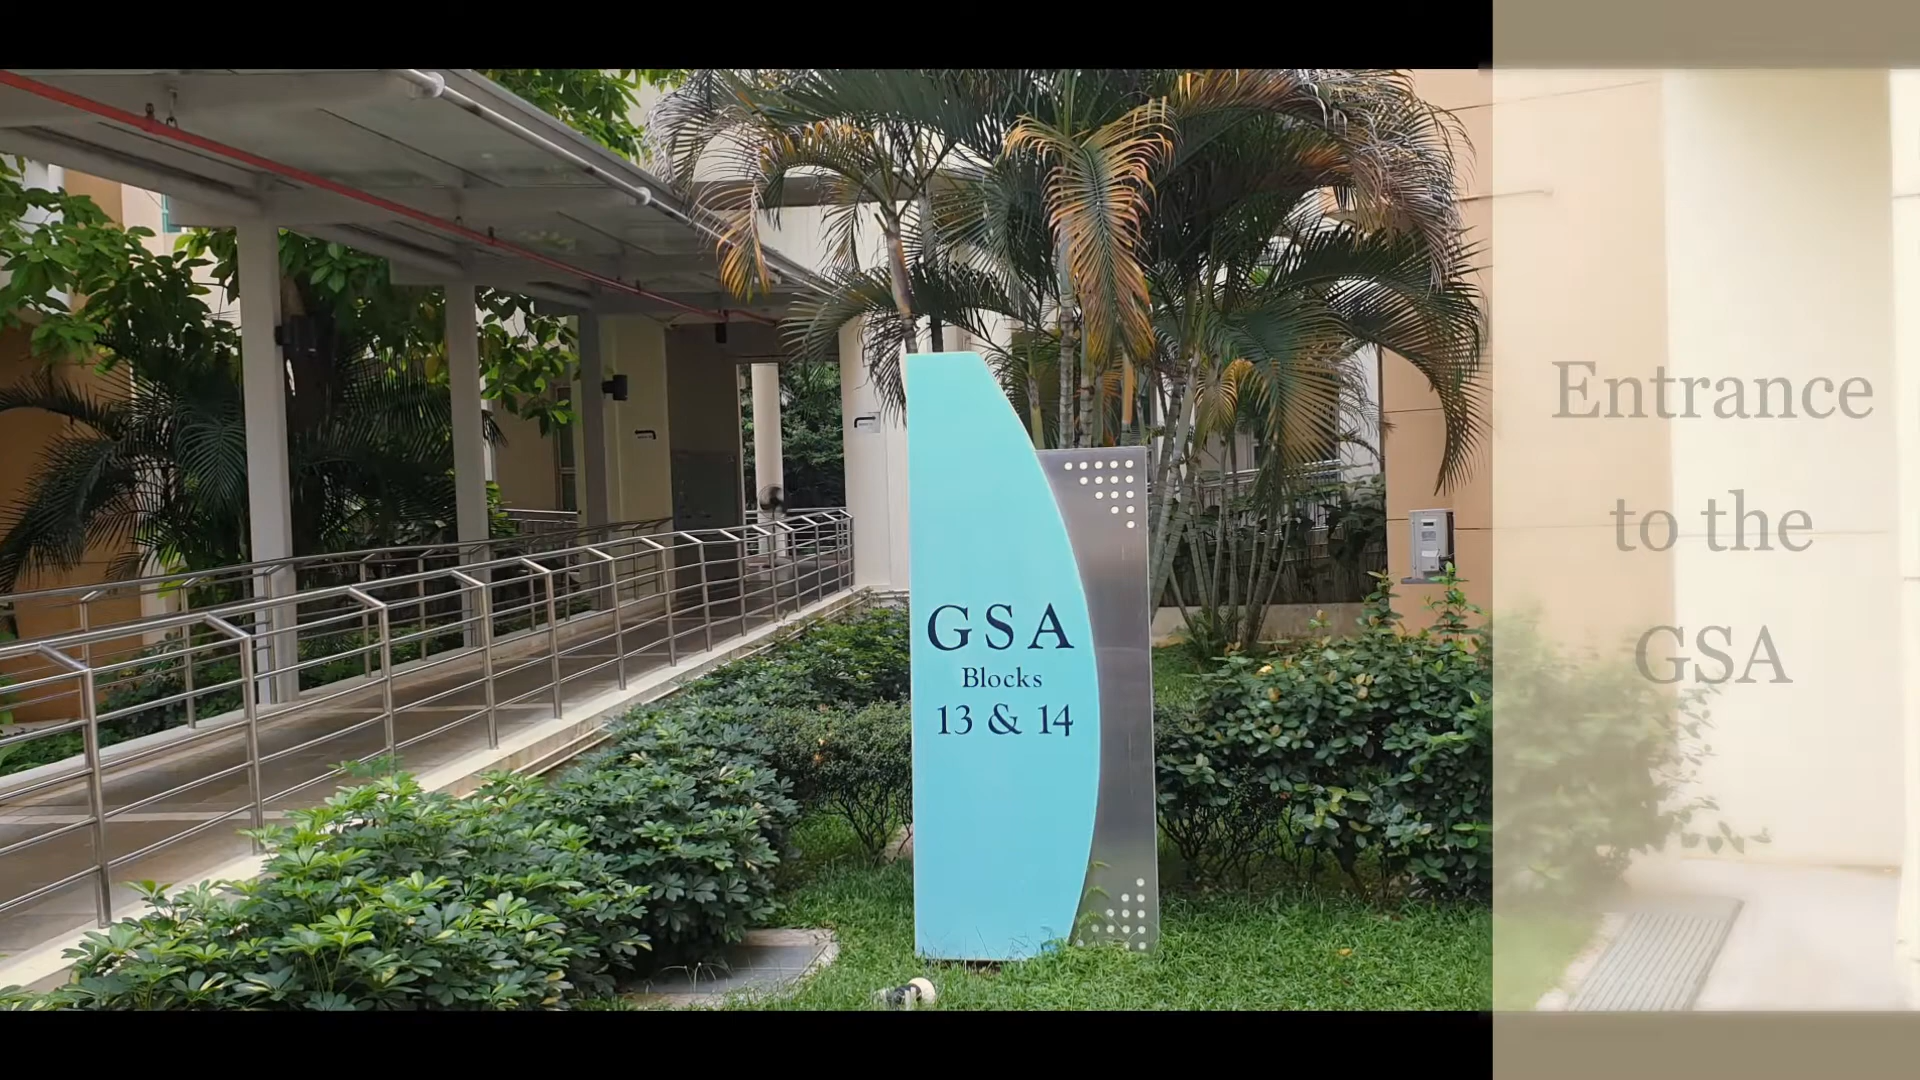 GSA
Blocks
13 & 14
Entrance
to the
GSA